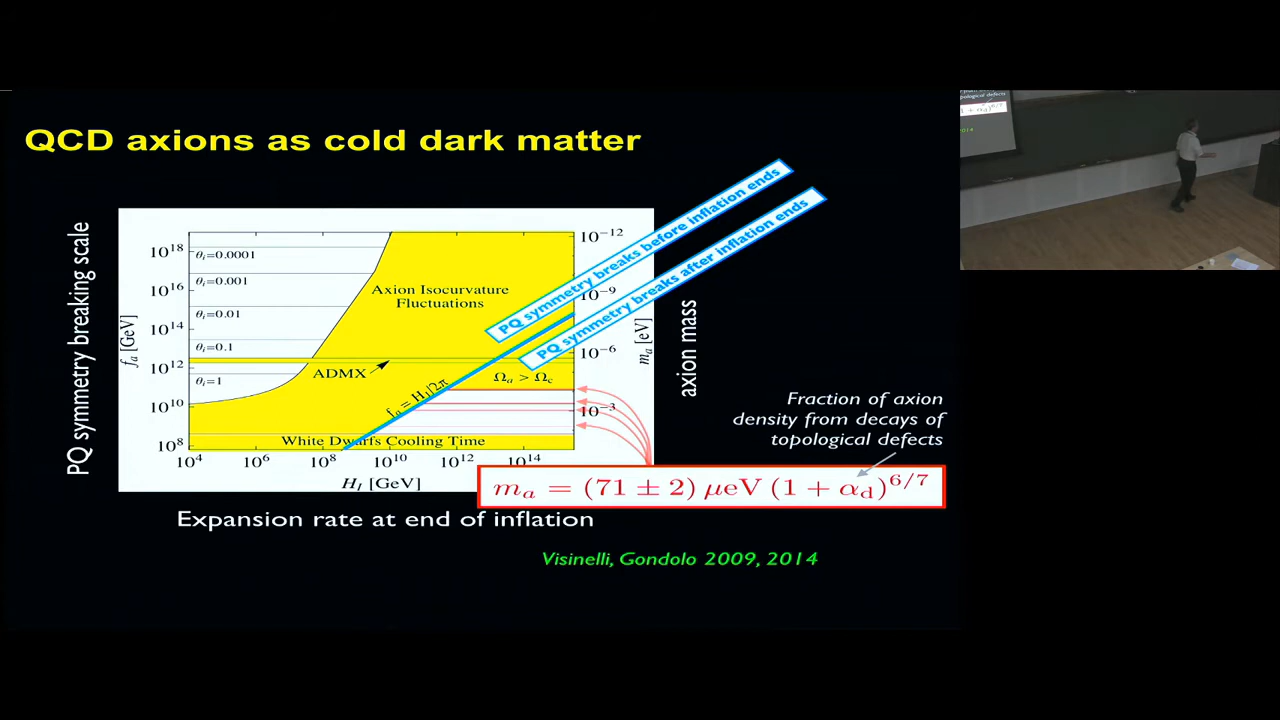 QCD axions as cold dark matter
PQ symmetry breaking scale
f_a [GeV]
10^18
10^16
10^14
10^12
10^10
10^8
θ_i=0.0001
θ_i=0.001
θ_i=0.01
θ_i=0.1
θ_i=1
Axion Isocurvature
Fluctuations
ADMX
Ω_a > Ω_c
f_a = H_I/2π
White Dwarfs Cooling Time
10^−12
10^−9
10^−6
10^−3
m_a [eV]
axion mass
PQ symmetry breaks before inflation ends
PQ symmetry breaks after inflation ends
10^4
10^6
10^8
10^10
10^12
10^14
H_I [GeV]
Expansion rate at end of inflation
Fraction of axion
density from decays of
topological defects
m_a = (71 ± 2) μeV (1 + α_d)^6/7
Visinelli, Gondolo 2009, 2014